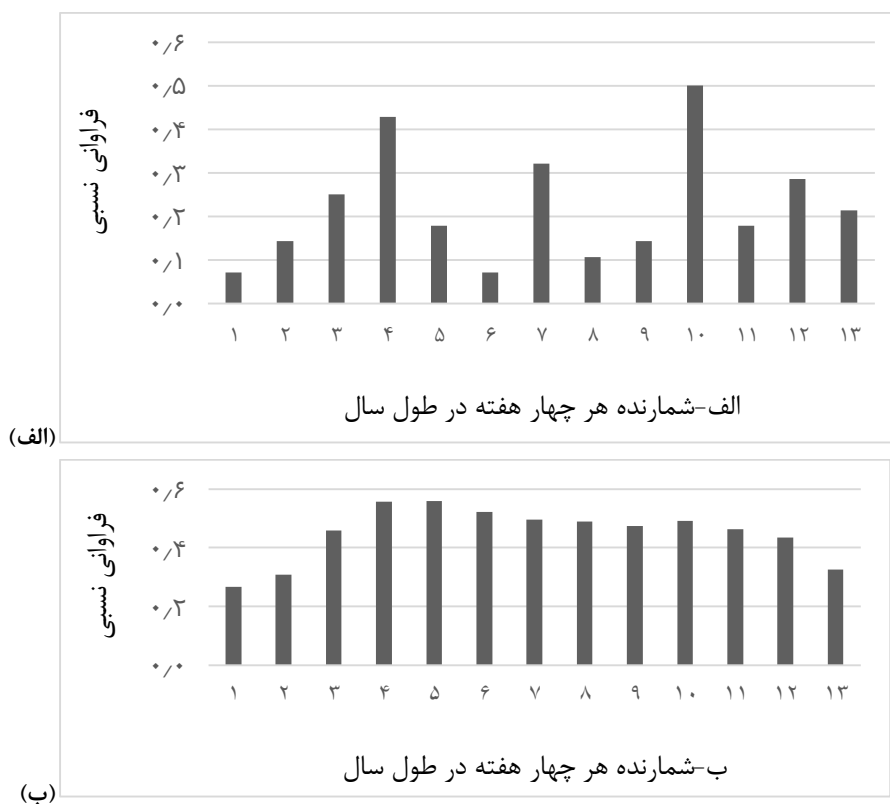 ۰٫۶
۰٫۵
۰٫۴
۰٫۳
۰٫۲
۰٫۱
۰٫۰
فراوانی نسبی
۱ ۲ ۳ ۴ ۵ ۶ ۷ ۸ ۹ ۱۰ ۱۱ ۱۲ ۱۳
الف-شمارنده هر چهار هفته در طول سال
(الف)
۰٫۶
۰٫۴
۰٫۲
۰٫۰
فراوانی نسبی
۱ ۲ ۳ ۴ ۵ ۶ ۷ ۸ ۹ ۱۰ ۱۱ ۱۲ ۱۳
ب-شمارنده هر چهار هفته در طول سال
(ب)